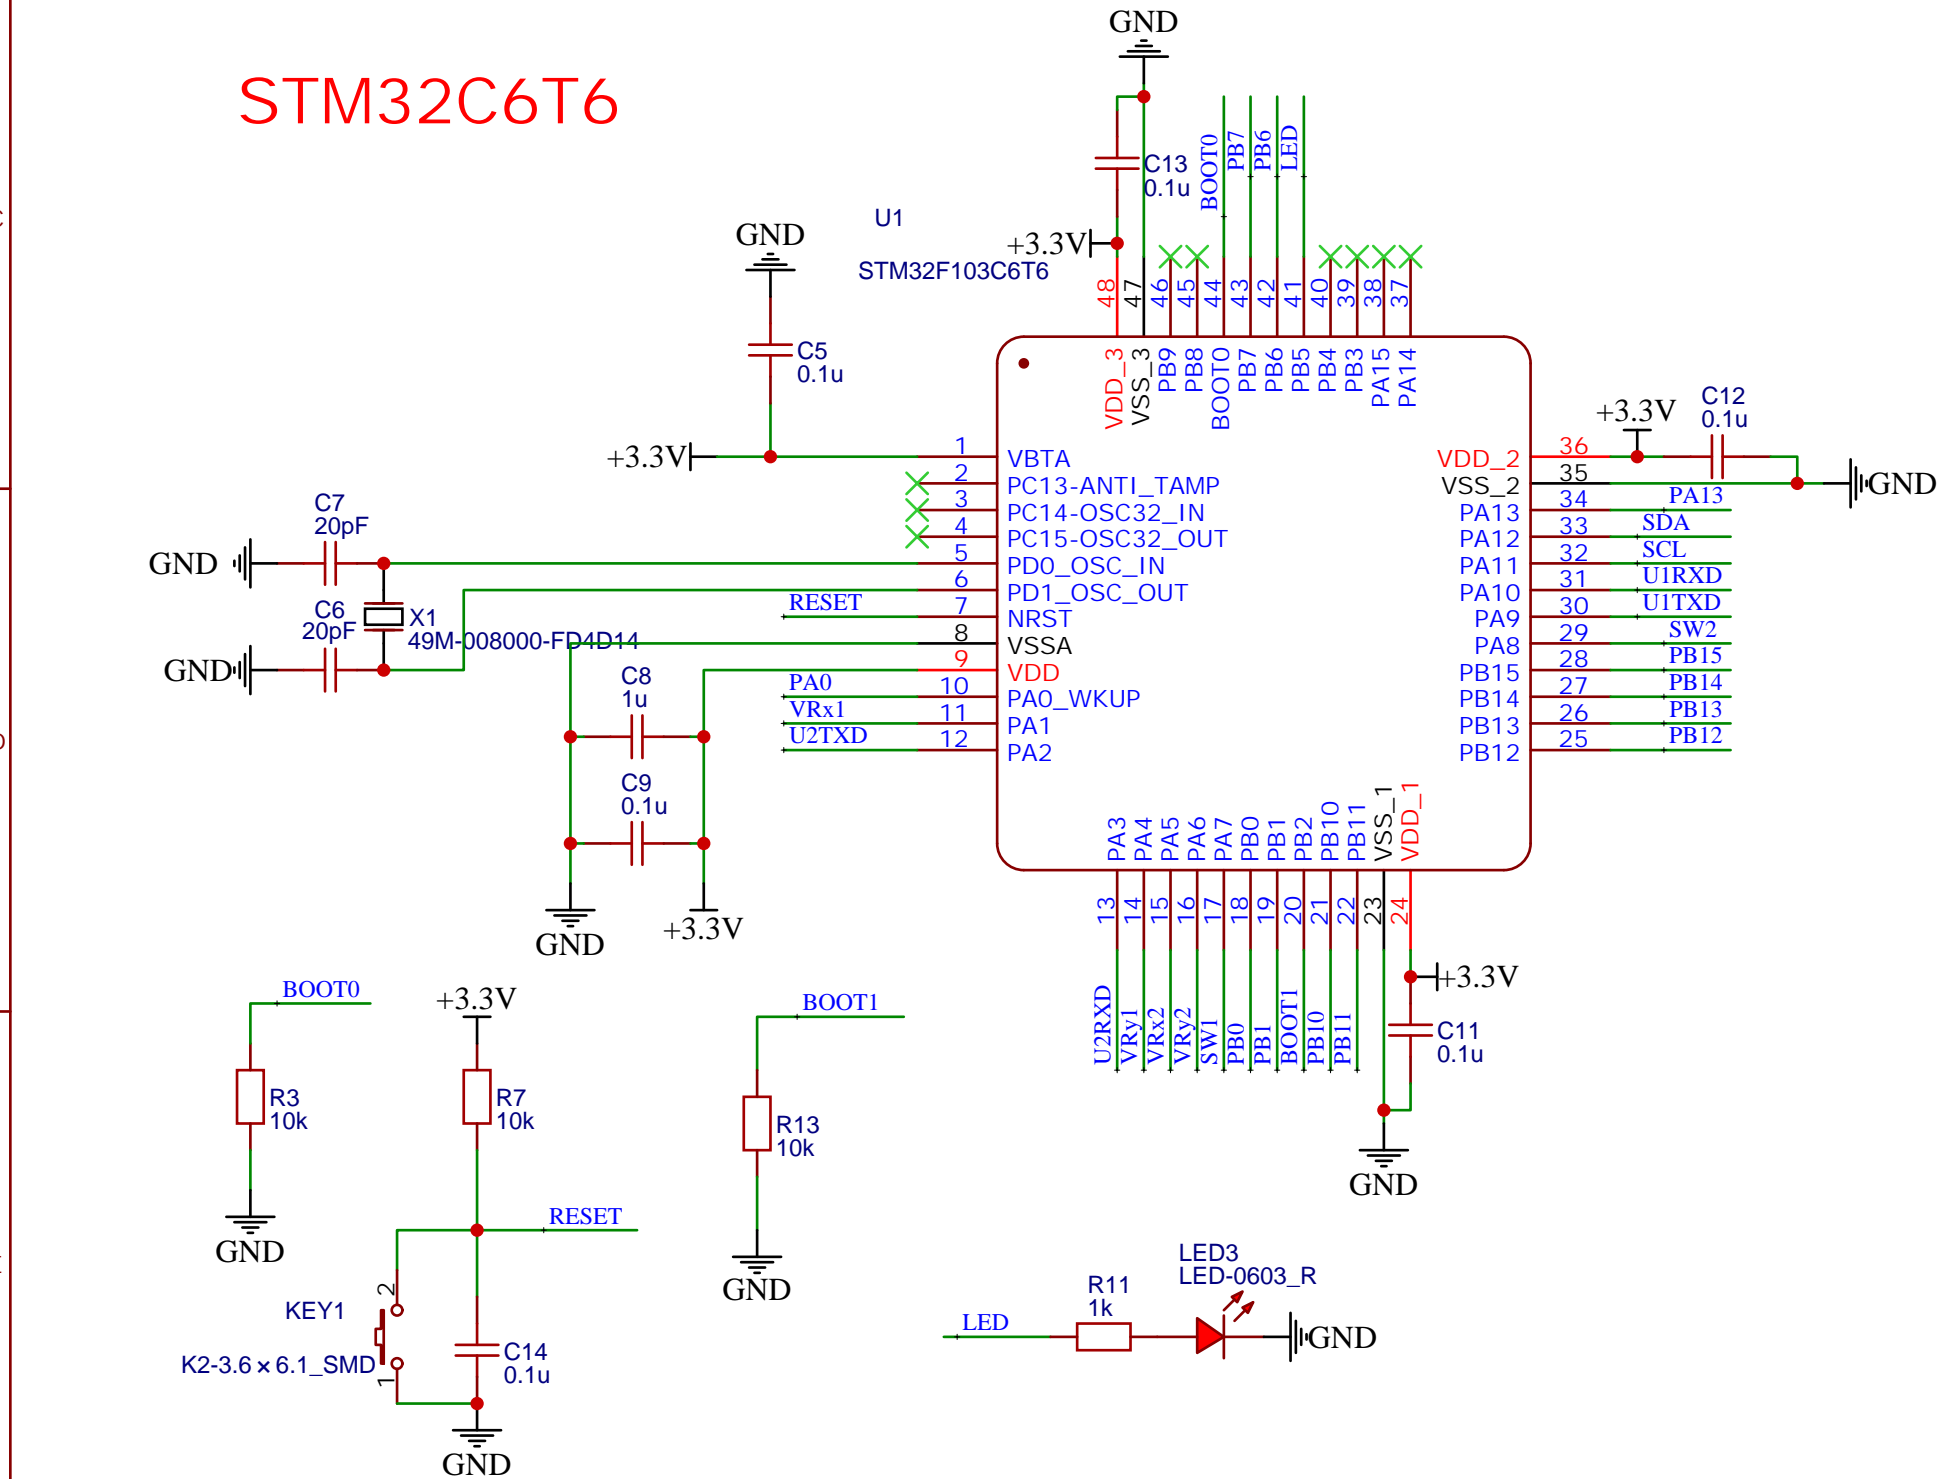 STM32C6T6
GND
C13
0.1u
+3.3V
BOOT0
PB7
PB6
LED
U1
STM32F103C6T6
GND
C5
0.1u
+3.3V
48
47
46
45
44
43
42
41
40
39
38
37
VDD_3
VSS_3
PB9
PB8
BOOT0
PB7
PB6
PB5
PB4
PB3
PA15
PA14
1
2
3
4
5
6
7
8
9
10
11
12
VBTA
PC13-ANTI_TAMP
PC14-OSC32_IN
PC15-OSC32_OUT
PD0_OSC_IN
PD1_OSC_OUT
NRST
VSSA
VDD
PA0_WKUP
PA1
PA2
RESET
PA0
VRx1
U2TXD
C7
20pF
GND
C6
20pF
GND
X1
49M-008000-FD4D14
C8
1u
C9
0.1u
GND
+3.3V
VDD_2
VSS_2
PA13
PA12
PA11
PA10
PA9
PA8
PB15
PB14
PB13
PB12
36
35
34
33
32
31
30
29
28
27
26
25
+3.3V
C12
0.1u
GND
PA13
SDA
SCL
U1RXD
U1TXD
SW2
PB15
PB14
PB13
PB12
PA3
PA4
PA5
PA6
PA7
PB0
PB1
PB2
PB10
PB11
VSS_1
VDD_1
13
14
15
16
17
18
19
20
21
22
23
24
U2RXD
VRy1
VRx2
VRy2
SW1
PB0
PB1
BOOT1
PB10
PB11
+3.3V
C11
0.1u
GND
BOOT0
R3
10k
GND
+3.3V
R7
10k
RESET
2
KEY1
K2-3.6×6.1_SMD
1
C14
0.1u
GND
BOOT1
R13
10k
GND
LED
R11
1k
LED3
LED-0603_R
GND